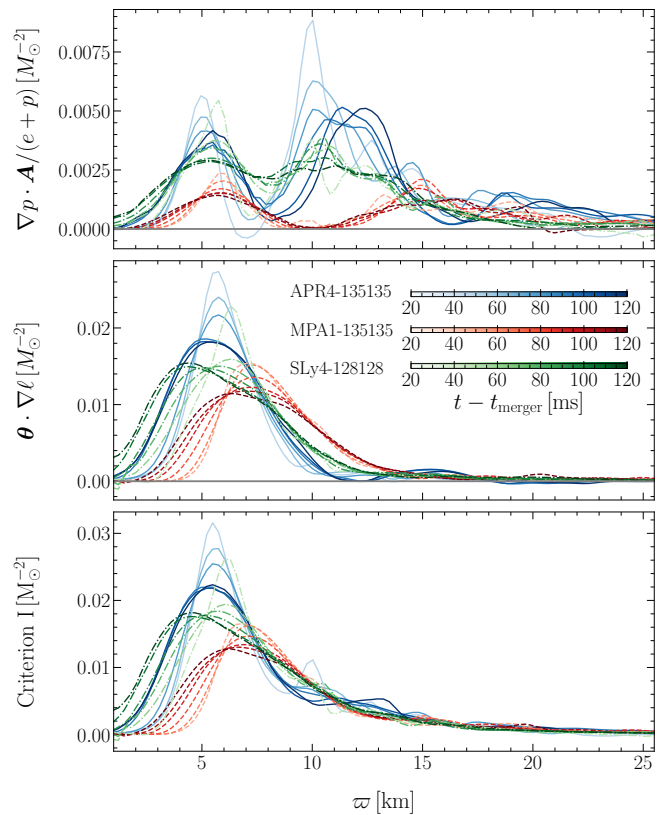 ∇p · A/(e + p) [M⊙⁻²]
0.0075
0.0050
0.0025
0.0000
θ · ∇ℓ [M⊙⁻²]
0.02
0.01
0.00
APR4-135135
20 40 60 80 100 120
MPA1-135135
20 40 60 80 100 120
SLy4-128128
20 40 60 80 100 120
t − t_merger [ms]
Criterion I [M⊙⁻²]
0.03
0.02
0.01
0.00
5 10 15 20 25
ϖ [km]